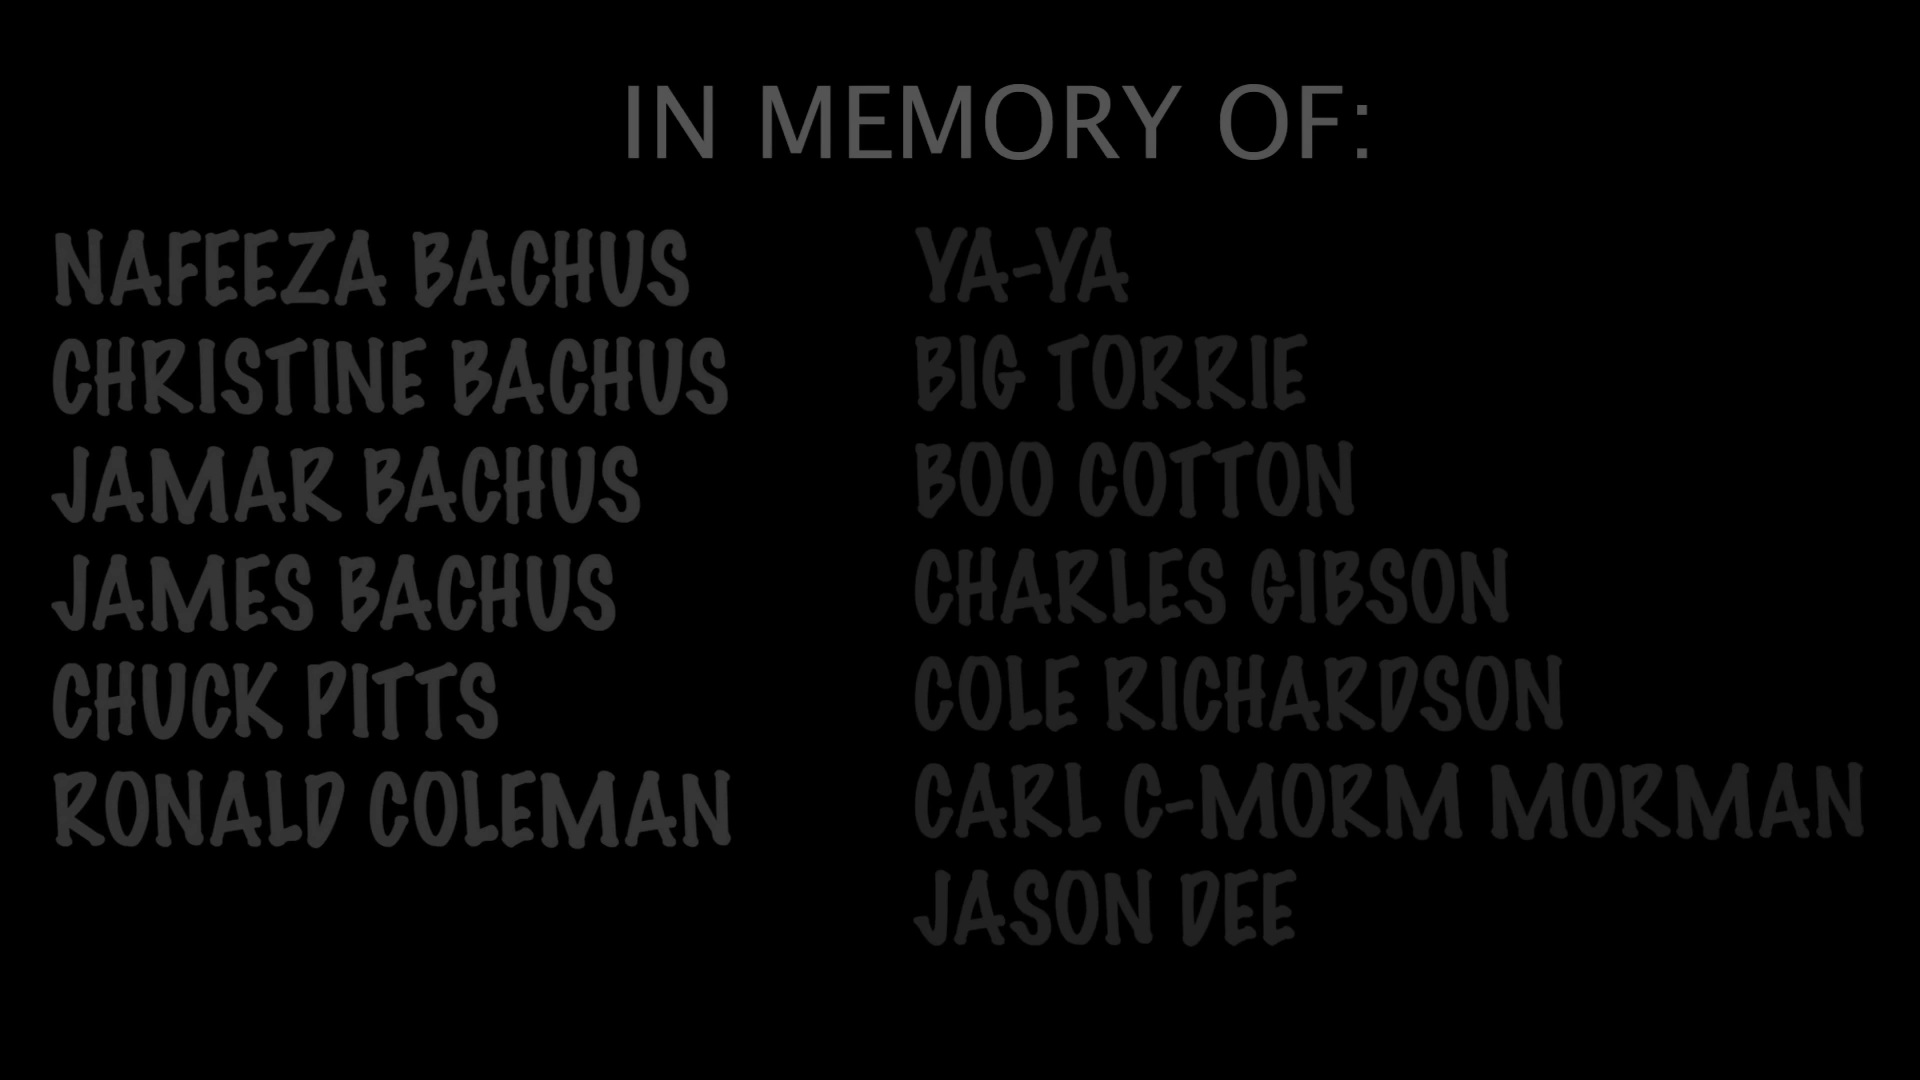 IN MEMORY OF:
NAFEEZA BACHUS
CHRISTINE BACHUS
JAMAR BACHUS
JAMES BACHUS
CHUCK PITTS
RONALD COLEMAN
YA-YA
BIG TORRIE
BOO COTTON
CHARLES GIBSON
COLE RICHARDSON
CARL C-MORM MORMAN
JASON DEE